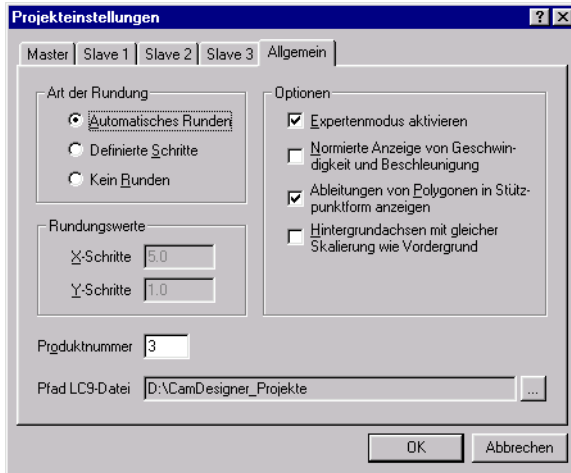 Projekteinstellungen
Master
Slave 1
Slave 2
Slave 3
Allgemein
Art der Rundung
Automatisches Runden
Definierte Schritte
Kein Runden
Rundungswerte
X-Schritte 5.0
Y-Schritte 1.0
Optionen
Expertenmodus aktivieren
Normierte Anzeige von Geschwin-
digkeit und Beschleunigung
Ableitungen von Polygonen in Stütz-
punktform anzeigen
Hintergrundachsen mit gleicher
Skalierung wie Vordergrund
Produktnummer 3
Pfad LC9-Datei D:\CamDesigner_Projekte ...
OK
Abbrechen